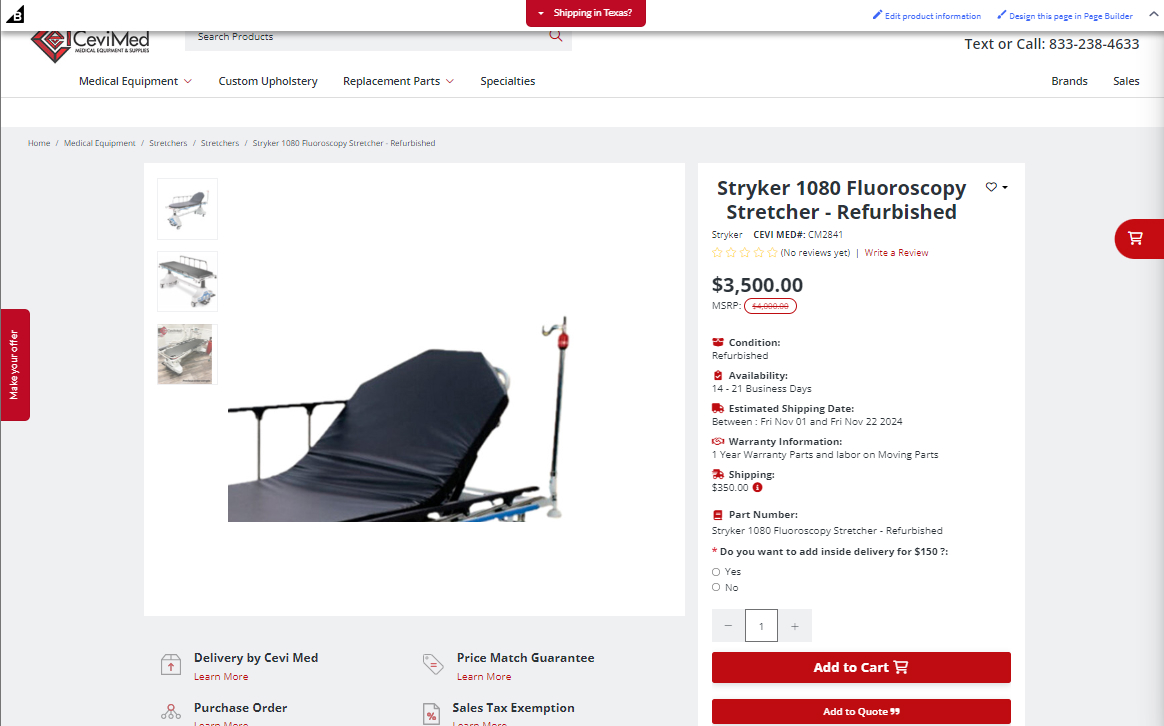 Shipping in Texas?
Edit product information
Design this page in Page Builder
CeviMed
MEDICAL EQUIPMENT & SUPPLIES
Search Products
Text or Call: 833-238-4633
Medical Equipment
Custom Upholstery
Replacement Parts
Specialties
Brands
Sales
Home / Medical Equipment / Stretchers / Stretchers / Stryker 1080 Fluoroscopy Stretcher - Refurbished
Make your offer
Stryker 1080 Fluoroscopy
Stretcher - Refurbished
Stryker CEVI MED#: CM2841
(No reviews yet) | Write a Review
$3,500.00
MSRP: $4,000.00
Condition:
Refurbished
Availability:
14 - 21 Business Days
Estimated Shipping Date:
Between : Fri Nov 01 and Fri Nov 22 2024
Warranty Information:
1 Year Warranty Parts and labor on Moving Parts
Shipping:
$350.00
Part Number:
Stryker 1080 Fluoroscopy Stretcher - Refurbished
* Do you want to add inside delivery for $150 ?:
Yes
No
− 1 +
Add to Cart
Add to Quote
Delivery by Cevi Med
Learn More
Price Match Guarantee
Learn More
Purchase Order
Learn More
Sales Tax Exemption
Learn More